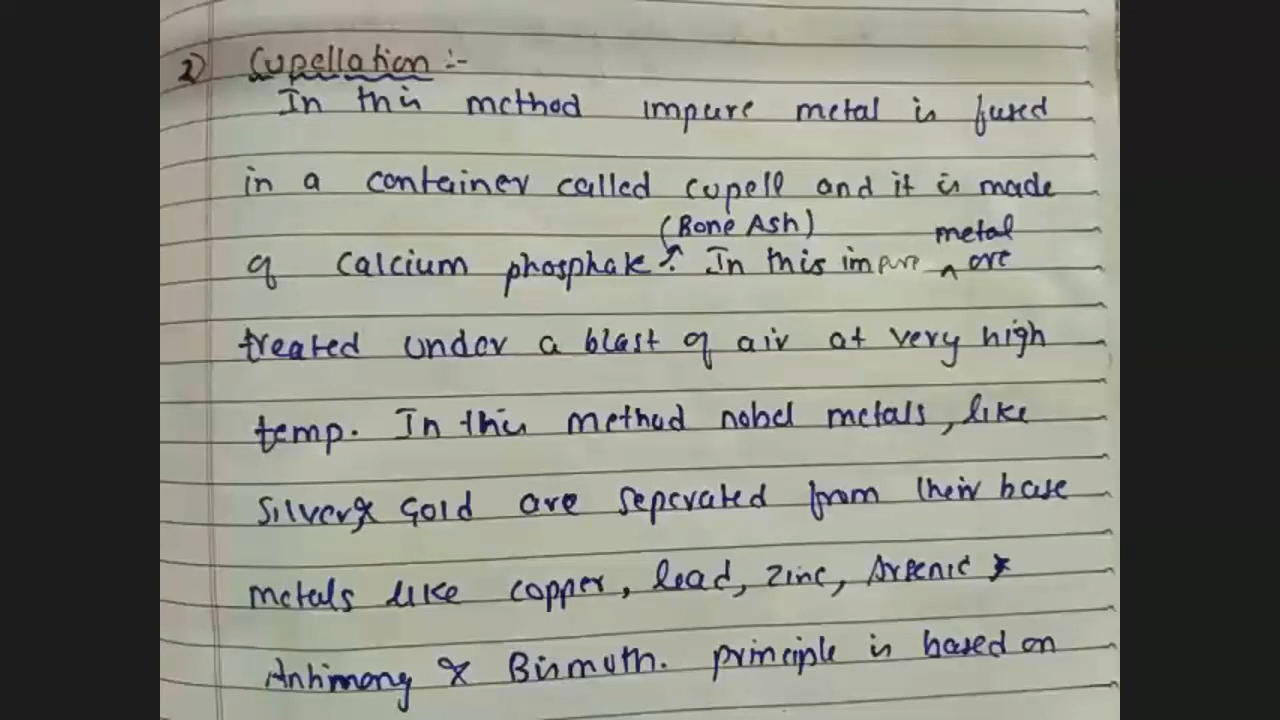 2) Cupellation :-
In this method impure metal is fused
in a container called cupell and it is made
(Bone Ash) metal
of calcium phosphate. In this impure ^ are
treated under a blast of air at very high
temp. In this method nobel metals, like
Silver & Gold are seperated from their base
metals like copper, lead, zinc, Arsenic &
Antimony & Bismuth. principle is based on